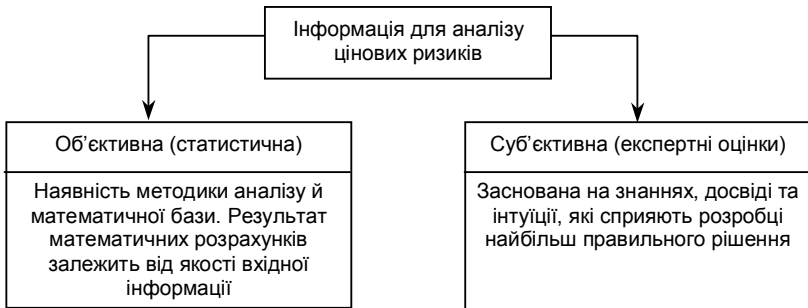 Інформація для аналізу
цінових ризиків
Об’єктивна (статистична)
Наявність методики аналізу й
математичної бази. Результат
математичних розрахунків
залежить від якості вхідної
інформації
Суб’єктивна (експертні оцінки)
Заснована на знаннях, досвіді та
інтуїції, які сприяють розробці
найбільш правильного рішення